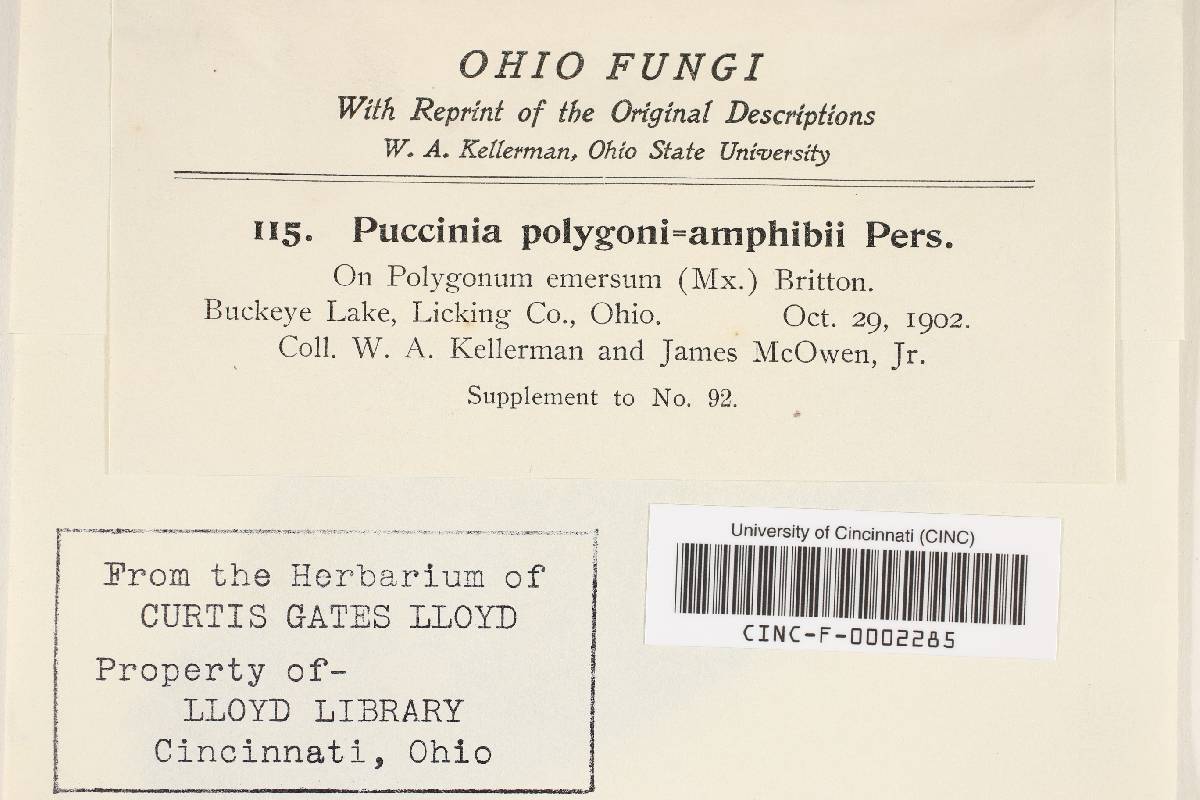 OHIO FUNGI
With Reprint of the Original Descriptions
W. A. Kellerman, Ohio State University
115. Puccinia polygoni=amphibii Pers.
On Polygonum emersum (Mx.) Britton.
Buckeye Lake, Licking Co., Ohio. Oct. 29, 1902.
Coll. W. A. Kellerman and James McOwen, Jr.
Supplement to No. 92.
From the Herbarium of
CURTIS GATES LLOYD
Property of-
LLOYD LIBRARY
Cincinnati, Ohio
University of Cincinnati (CINC)
CINC-F-0002285